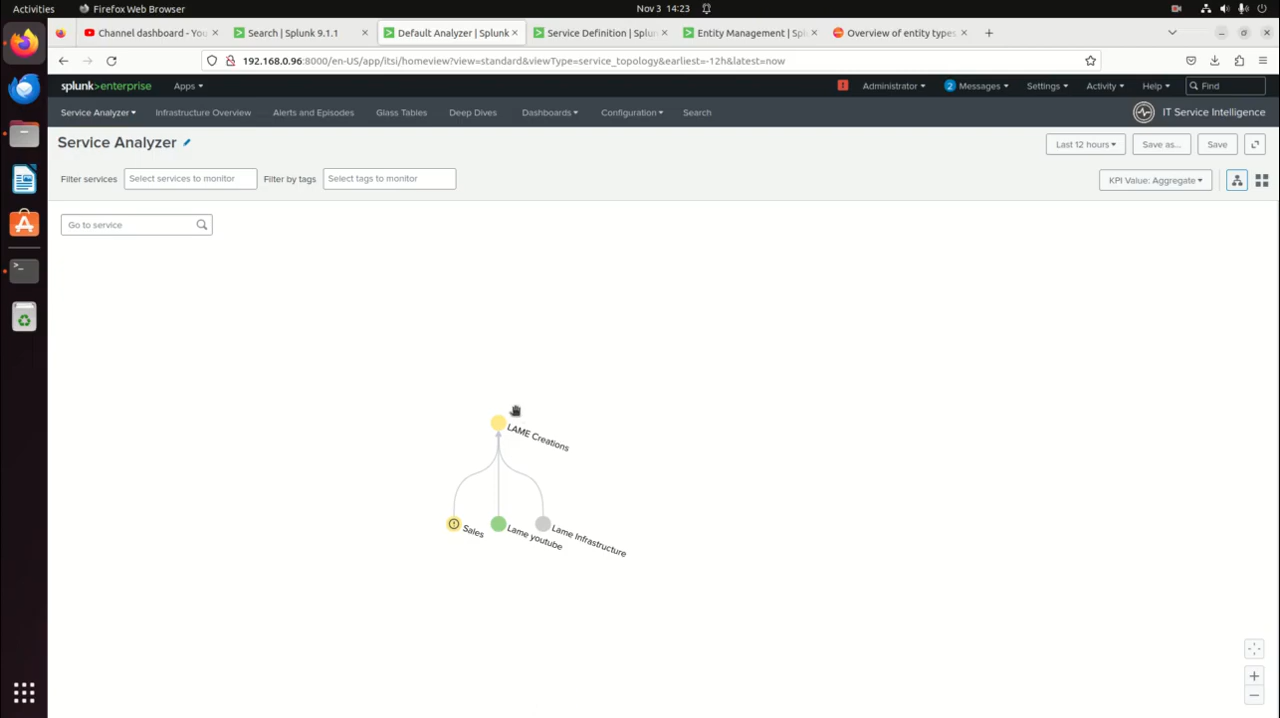 Activities
Firefox Web Browser
Nov 3 14:23
Channel dashboard - You
Search | Splunk 9.1.1
Default Analyzer | Splunk
Service Definition | Splun
Entity Management | Spl
Overview of entity types
192.168.0.96:8000/en-US/app/itsi/homeview?view=standard&viewType=service_topology&earliest=-12h&latest=now
splunk>enterprise
Apps
Administrator
2 Messages
Settings
Activity
Help
Find
Service Analyzer
Infrastructure Overview
Alerts and Episodes
Glass Tables
Deep Dives
Dashboards
Configuration
Search
IT Service Intelligence
Service Analyzer
Last 12 hours
Save as...
Save
Filter services
Select services to monitor
Filter by tags
Select tags to monitor
KPI Value: Aggregate
Go to service
LAME Creations
Sales
Lame youtube
Lame Infrastructure